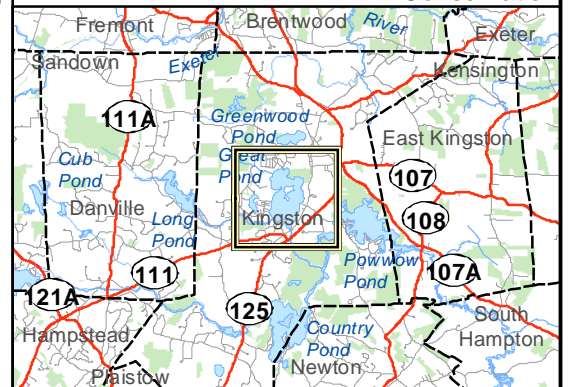 Fremont
Brentwood
River
Exeter
Sandown
Exeter
Kensington
111A
Greenwood
Pond
East Kingston
Great
Pond
Cub
Pond
107
Danville
Long
Pond
Kingston
108
Powwow
Pond
111
107A
121A
125
South
Hampton
Hampstead
Country
Pond
Newton
Plaistow